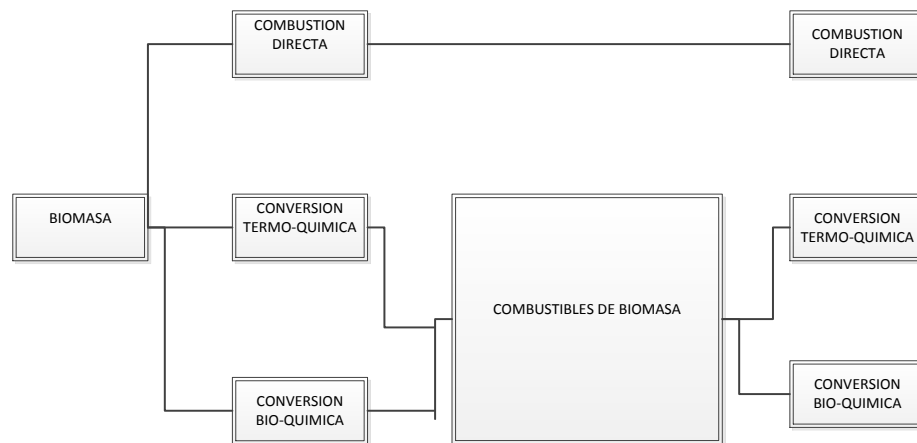 COMBUSTION
DIRECTA
COMBUSTION
DIRECTA
BIOMASA
CONVERSION
TERMO-QUIMICA
CONVERSION
TERMO-QUIMICA
COMBUSTIBLES DE BIOMASA
CONVERSION
BIO-QUIMICA
CONVERSION
BIO-QUIMICA